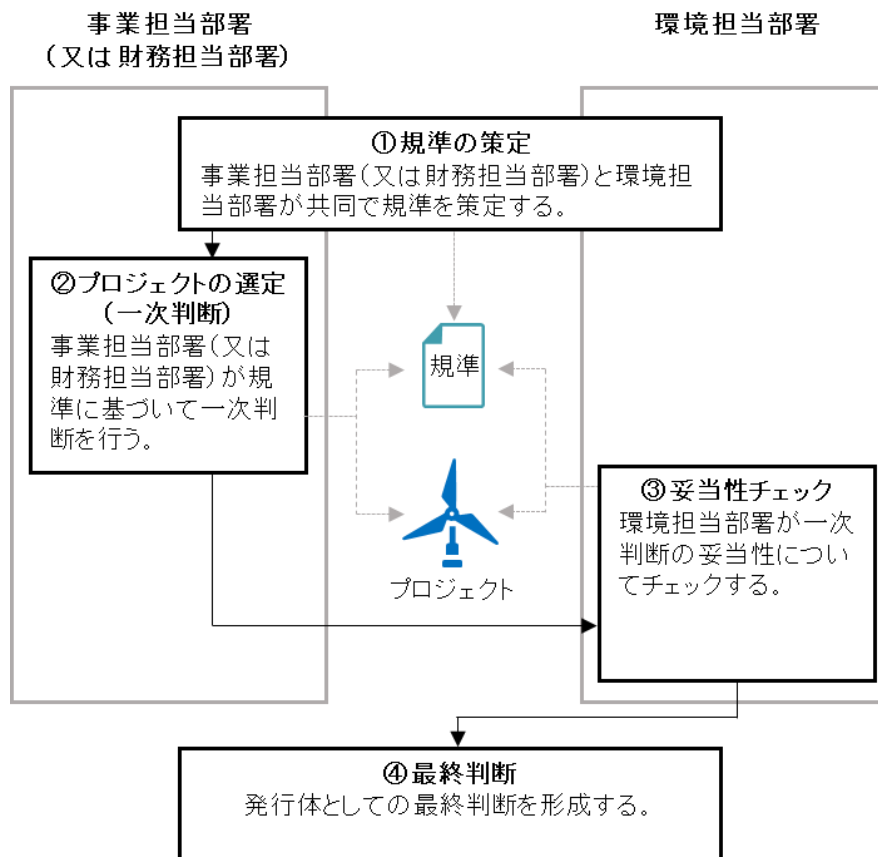 事業担当部署
(又は財務担当部署)
環境担当部署
①規準の策定
事業担当部署(又は財務担当部署)と環境担
当部署が共同で規準を策定する。
②プロジェクトの選定
(一次判断)
事業担当部署(又は
財務担当部署)が規
準に基づいて一次判
断を行う。
規準
プロジェクト
③妥当性チェック
環境担当部署が一次
判断の妥当性につい
てチェックする。
④最終判断
発行体としての最終判断を形成する。